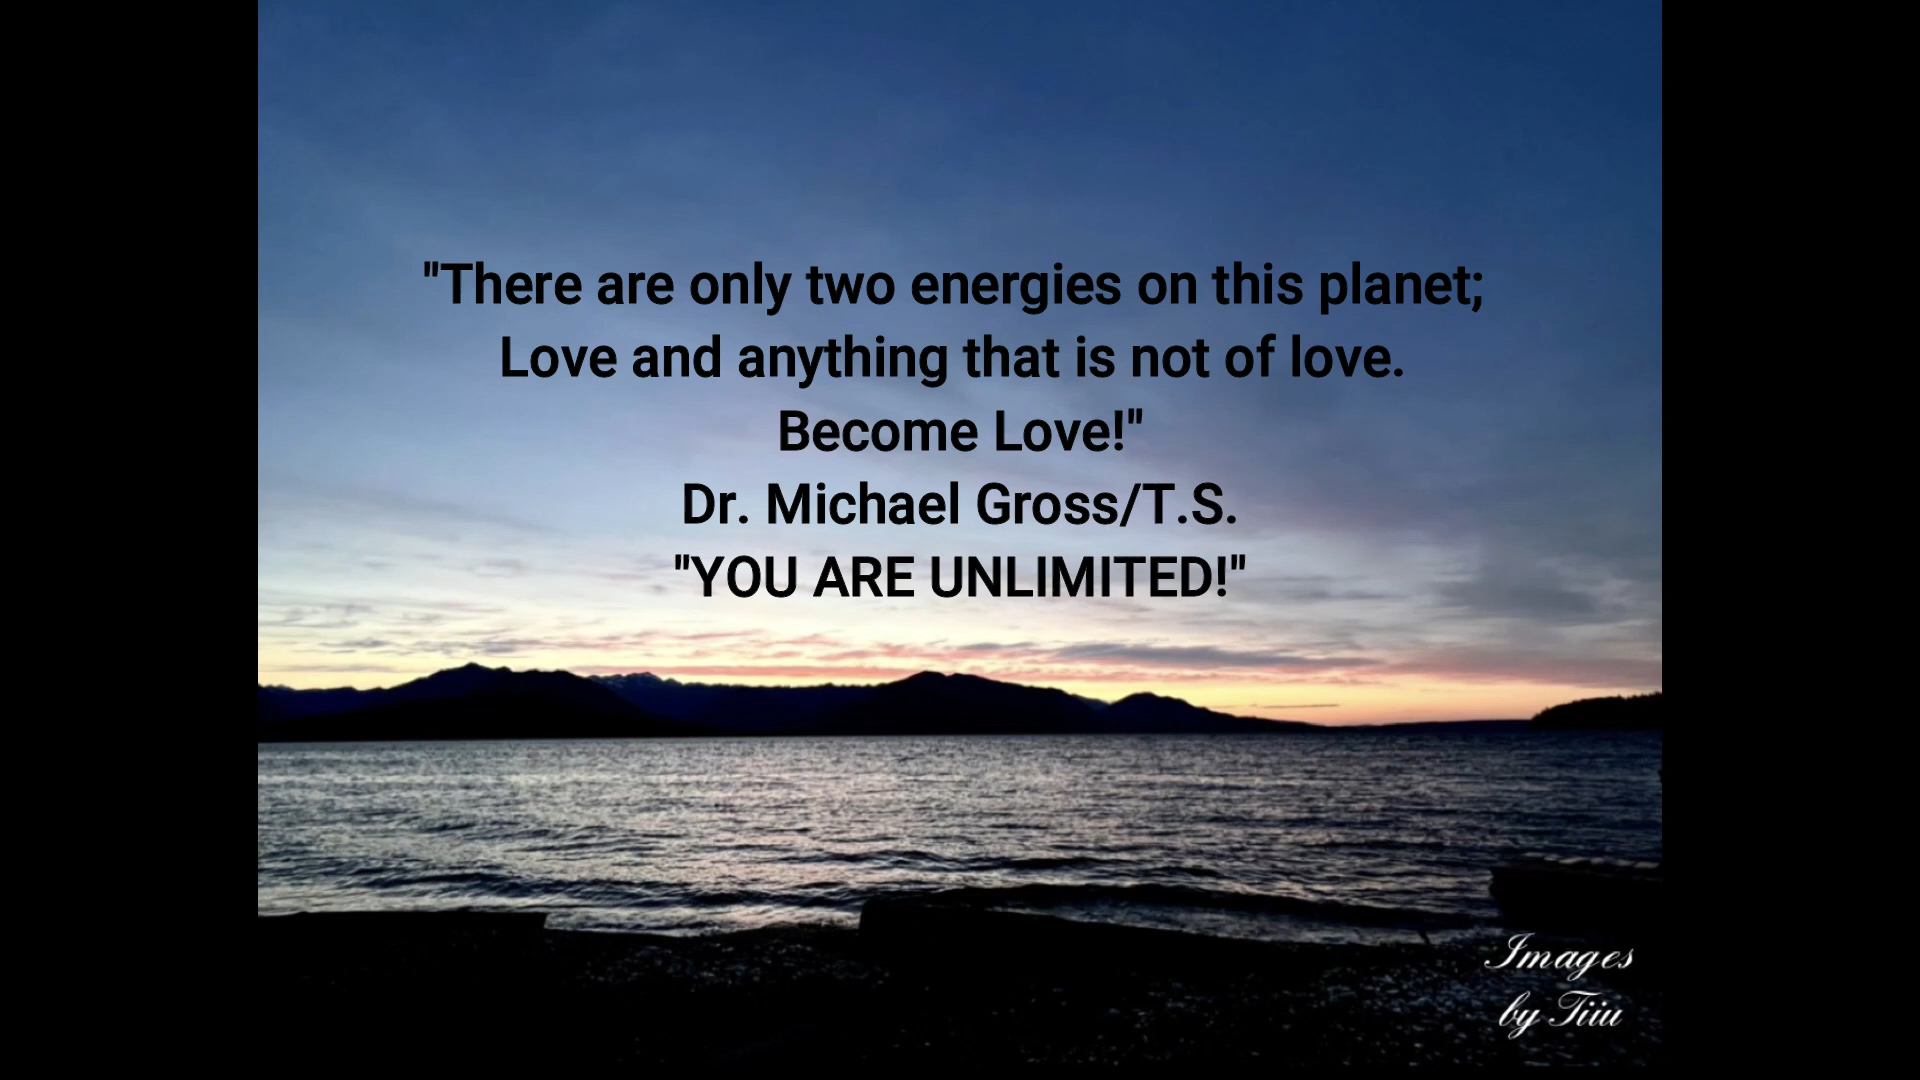 "There are only two energies on this planet;
Love and anything that is not of love.
Become Love!"
Dr. Michael Gross/T.S.
"YOU ARE UNLIMITED!"
Images
by Tiiu